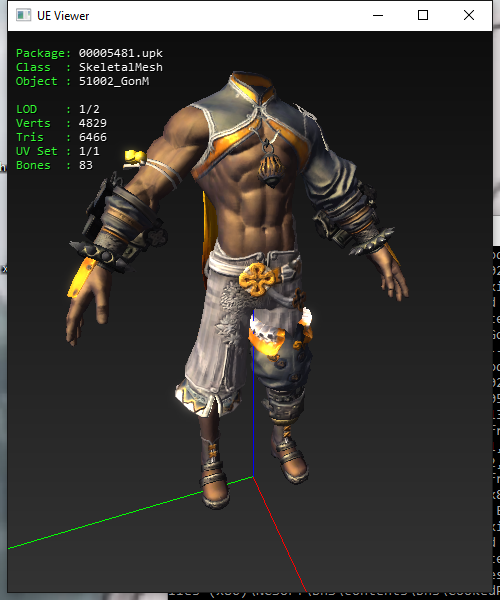 UE Viewer
Package: 00005481.upk
Class : SkeletalMesh
Object : 51002_GonM
LOD : 1/2
Verts : 4829
Tris : 6466
UV Set : 1/1
Bones : 83